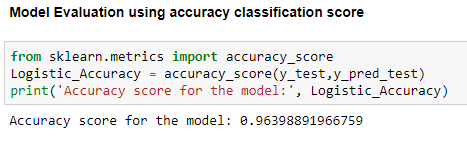 Model Evaluation using accuracy classification score
from sklearn.metrics import accuracy_score
Logistic_Accuracy = accuracy_score(y_test,y_pred_test)
print('Accuracy score for the model:', Logistic_Accuracy)
Accuracy score for the model: 0.96398891966759